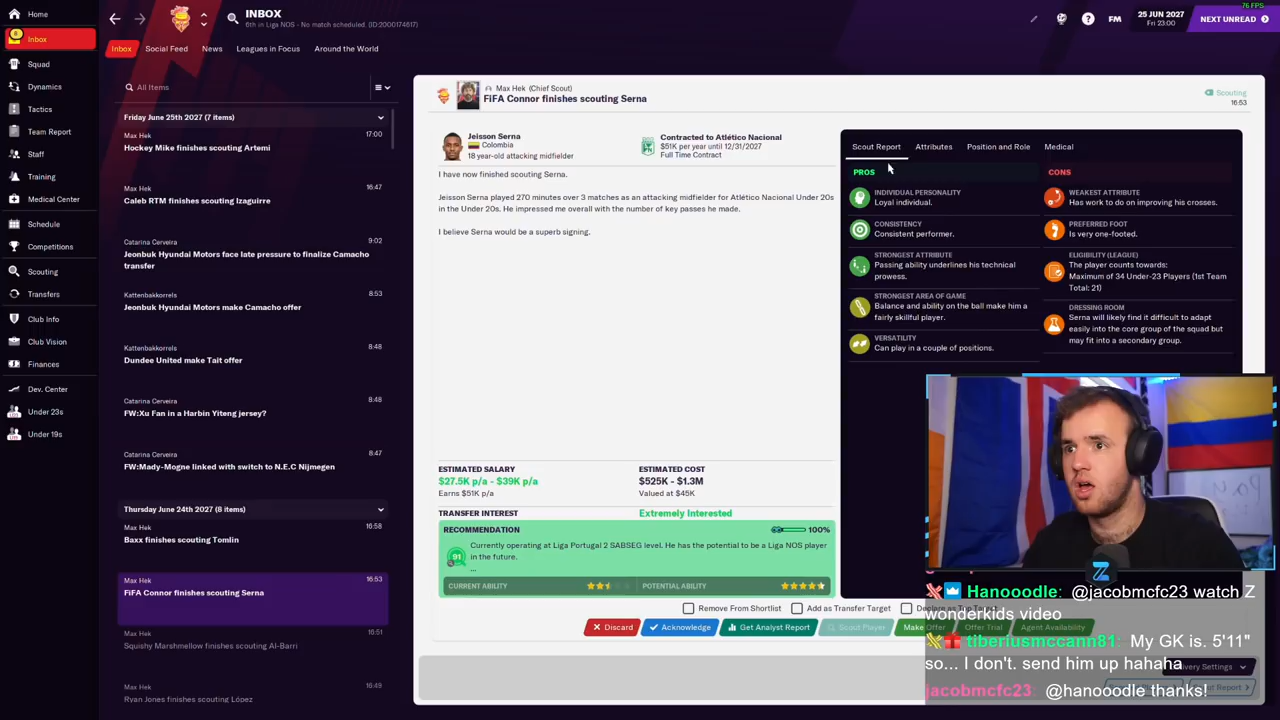 76 FPS
Home
INBOX
6th in Liga NOS - No match scheduled. (ID:2000174617)
FM
25 JUN 2027
Fri 23:00
NEXT UNREAD
Inbox
Squad
Dynamics
Tactics
Team Report
Staff
Training
Medical Center
Schedule
Competitions
Scouting
Transfers
Club Info
Club Vision
Finances
Dev. Center
Under 23s
Under 19s
Inbox
Social Feed
News
Leagues in Focus
Around the World
All Items
Friday June 25th 2027 (7 items)
Max Hek
17:00
Hockey Mike finishes scouting Artemi
Max Hek
16:47
Caleb RTM finishes scouting Izaguirre
Catarina Cerveira
9:02
Jeonbuk Hyundai Motors face late pressure to finalize Camacho
transfer
Kattenbakkorrels
8:53
Jeonbuk Hyundai Motors make Camacho offer
Kattenbakkorrels
8:48
Dundee United make Tait offer
Catarina Cerveira
8:48
FW:Xu Fan in a Harbin Yiteng jersey?
Catarina Cerveira
8:47
FW:Mady-Mogne linked with switch to N.E.C Nijmegen
Thursday June 24th 2027 (8 items)
Max Hek
16:58
Baxx finishes scouting Tomlin
Max Hek
16:53
FiFA Connor finishes scouting Serna
Max Hek
16:51
Squishy Marshmellow finishes scouting Al-Barri
Max Hek
16:49
Ryan Jones finishes scouting López
Max Hek (Chief Scout)
FiFA Connor finishes scouting Serna
Scouting
16:53
Jeisson Serna
Colombia
18 year-old attacking midfielder
Contracted to Atlético Nacional
$51K per year until 12/31/2027
Full Time Contract
I have now finished scouting Serna.
Jeisson Serna played 270 minutes over 3 matches as an attacking midfielder for Atlético Nacional Under 20s
in the Under 20s. He impressed me overall with the number of key passes he made.
I believe Serna would be a superb signing.
ESTIMATED SALARY
$27.5K p/a - $39K p/a
Earns $51K p/a
ESTIMATED COST
$525K - $1.3M
Valued at $45K
TRANSFER INTEREST
Extremely Interested
RECOMMENDATION
100%
91
Currently operating at Liga Portugal 2 SABSEG level. He has the potential to be a Liga NOS player
in the future.
...
CURRENT ABILITY
POTENTIAL ABILITY
Scout Report
Attributes
Position and Role
Medical
PROS
INDIVIDUAL PERSONALITY
Loyal individual.
CONSISTENCY
Consistent performer.
STRONGEST ATTRIBUTE
Passing ability underlines his technical
prowess.
STRONGEST AREA OF GAME
Balance and ability on the ball make him a
fairly skillful player.
VERSATILITY
Can play in a couple of positions.
CONS
WEAKEST ATTRIBUTE
Has work to do on improving his crosses.
PREFERRED FOOT
Is very one-footed.
ELIGIBILITY (LEAGUE)
The player counts towards:
Maximum of 34 Under-23 Players (1st Team
Total: 21)
DRESSING ROOM
Serna will likely find it difficult to adapt
easily into the core group of the squad but
may fit into a secondary group.
Remove From Shortlist
Add as Transfer Target
Discard
Acknowledge
Get Analyst Report
Scout Player
Make Offer
Offer Trial
Agent Availability
Hanooodle: @jacobmcfc23 watch Z
wonderkids video
tiberiusmccann81: My GK is. 5'11"
so... I don't. send him up hahaha
jacobmcfc23: @hanooodle thanks!